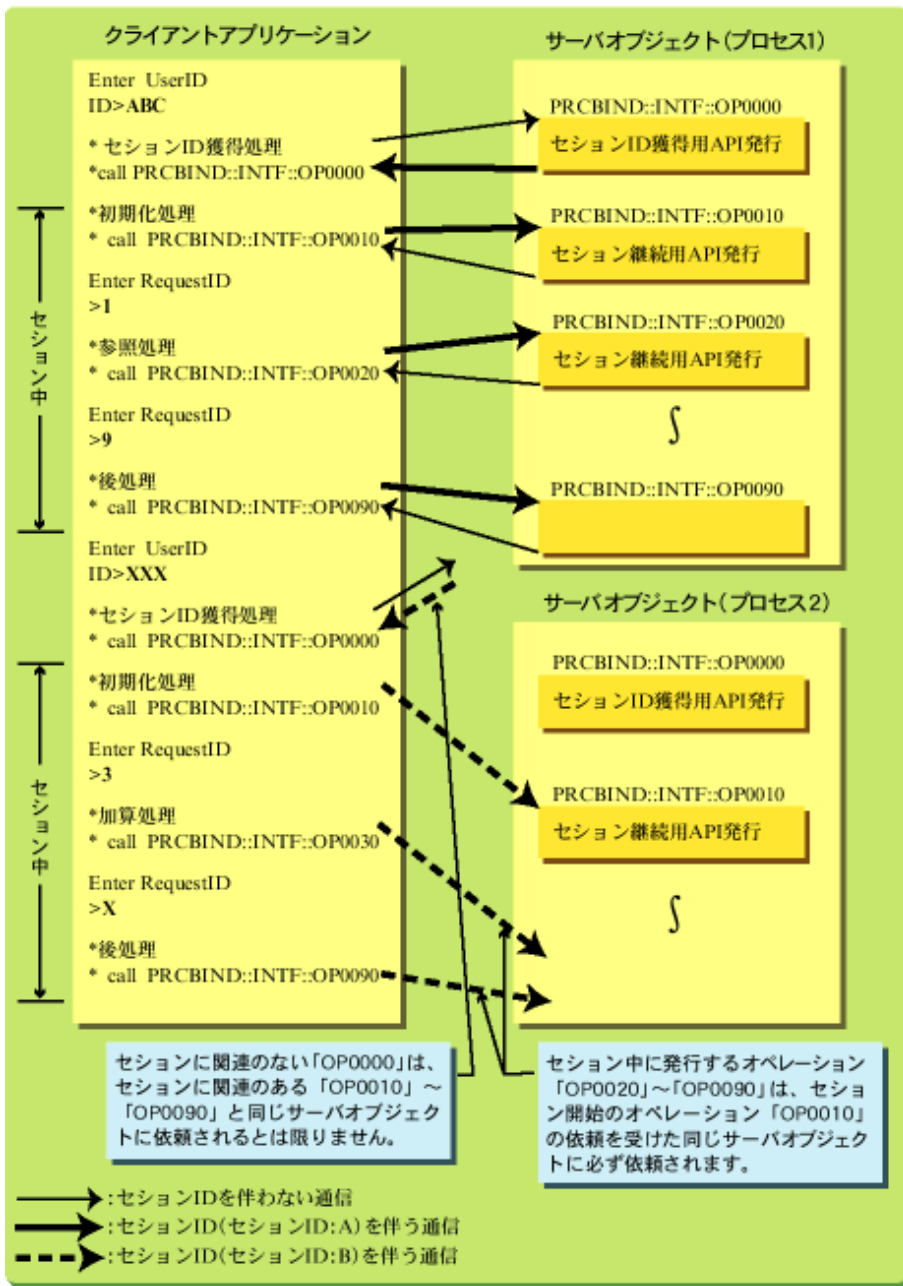 クライアントアプリケーション
Enter UserID
ID>ABC
* セションID獲得処理
*call PRCBIND::INTF::OP0000
*初期化処理
* call PRCBIND::INTF::OP0010
Enter RequestID
>1
*参照処理
* call PRCBIND::INTF::OP0020
Enter RequestID
>9
*後処理
* call PRCBIND::INTF::OP0090
Enter UserID
ID>XXX
*セションID獲得処理
* call PRCBIND::INTF::OP0000
*初期化処理
* call PRCBIND::INTF::OP0010
Enter RequestID
>3
*加算処理
* call PRCBIND::INTF::OP0030
Enter RequestID
>X
*後処理
* call PRCBIND::INTF::OP0090
セション中
セション中
サーバオブジェクト(プロセス1)
PRCBIND::INTF::OP0000
セションID獲得用API発行
PRCBIND::INTF::OP0010
セション継続用API発行
PRCBIND::INTF::OP0020
セション継続用API発行
∫
PRCBIND::INTF::OP0090
サーバオブジェクト(プロセス2)
PRCBIND::INTF::OP0000
セションID獲得用API発行
PRCBIND::INTF::OP0010
セション継続用API発行
∫
セションに関連のない「OP0000」は、
セションに関連のある「OP0010」~
「OP0090」と同じサーバオブジェク
トに依頼されるとは限りません。
セション中に発行するオペレーション
「OP0020」~「OP0090」は、セショ
ン開始のオペレーション「OP0010」
の依頼を受けた同じサーバオブジェク
トに必ず依頼されます。
:セションIDを伴わない通信
:セションID(セションID:A)を伴う通信
:セションID(セションID:B)を伴う通信